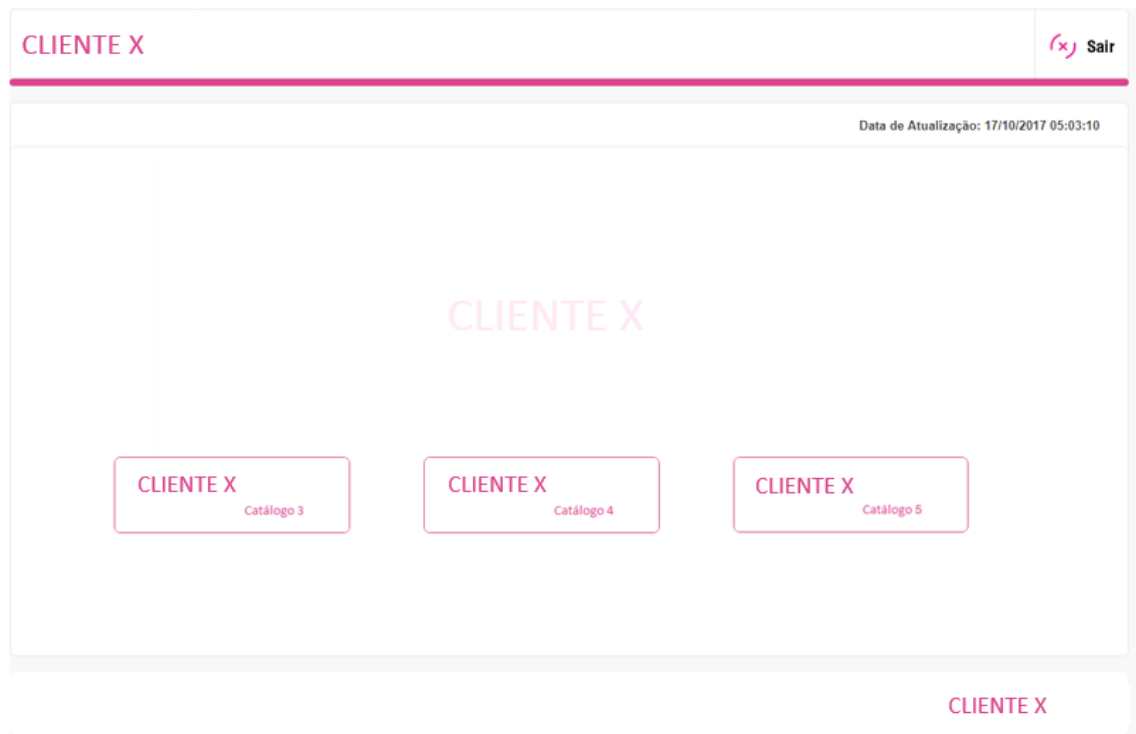 CLIENTE X
Sair
Data de Atualização: 17/10/2017 05:03:10
CLIENTE X
CLIENTE X
Catálogo 3
CLIENTE X
Catálogo 4
CLIENTE X
Catálogo 5
CLIENTE X